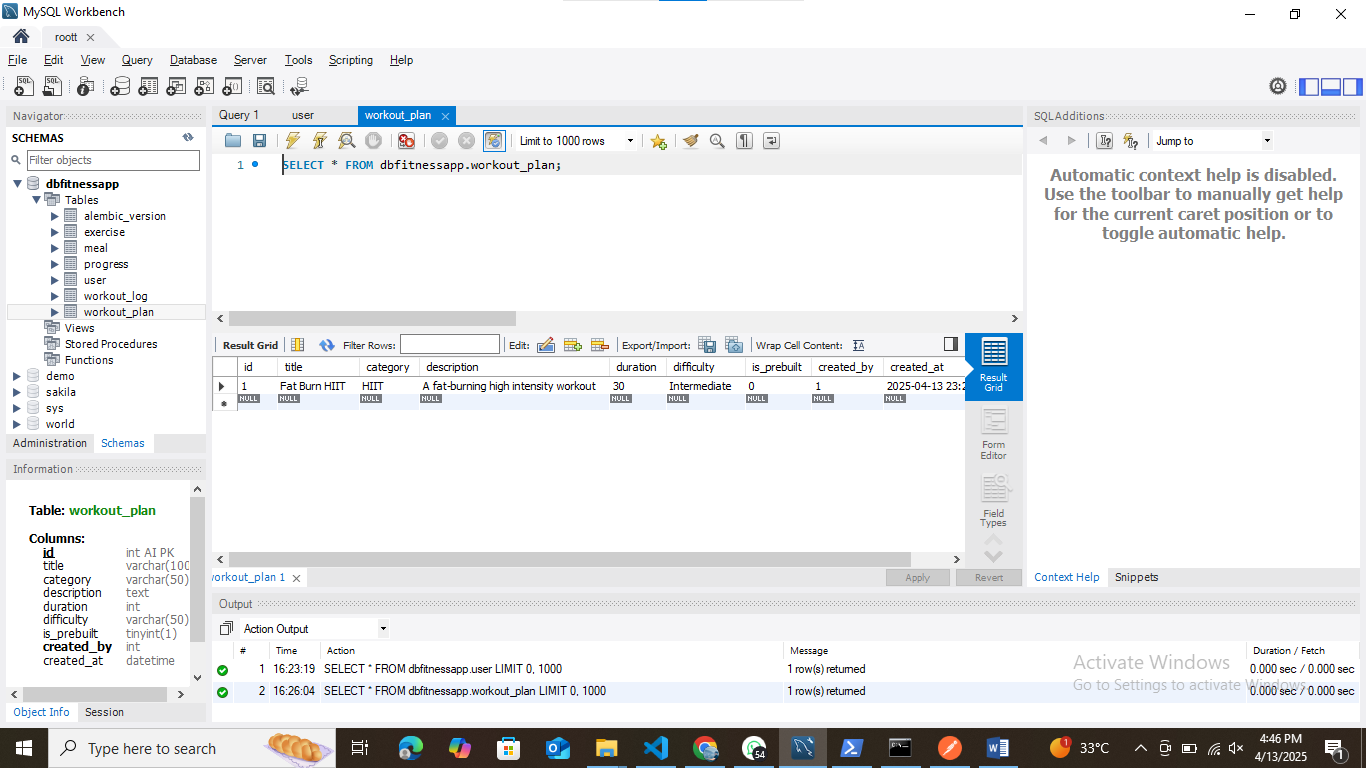 MySQL Workbench
roott
File Edit View Query Database Server Tools Scripting Help
Navigator
SCHEMAS
Filter objects
dbfitnessapp
Tables
alembic_version
exercise
meal
progress
user
workout_log
workout_plan
Views
Stored Procedures
Functions
demo
sakila
sys
world
Administration Schemas
Information
Table: workout_plan
Columns:
id int AI PK
title varchar(100
category varchar(50)
description text
duration int
difficulty varchar(50)
is_prebuilt tinyint(1)
created_by int
created_at datetime
Object Info Session
Query 1 user workout_plan
Limit to 1000 rows
1 SELECT * FROM dbfitnessapp.workout_plan;
Result Grid Filter Rows: Edit: Export/Import: Wrap Cell Content:
id title category description duration difficulty is_prebuilt created_by created_at
1 Fat Burn HIIT HIIT A fat-burning high intensity workout 30 Intermediate 0 1 2025-04-13 23:2
NULL NULL NULL NULL NULL NULL NULL NULL NULL
Result
Grid
Form
Editor
Field
Types
workout_plan 1
Apply Revert
SQLAdditions
Jump to
Automatic context help is disabled.
Use the toolbar to manually get help
for the current caret position or to
toggle automatic help.
Context Help Snippets
Output
Action Output
# Time Action Message Duration / Fetch
1 16:23:19 SELECT * FROM dbfitnessapp.user LIMIT 0, 1000 1 row(s) returned 0.000 sec / 0.000 sec
2 16:26:04 SELECT * FROM dbfitnessapp.workout_plan LIMIT 0, 1000 1 row(s) returned 0.000 sec / 0.000 sec
Activate Windows
Go to Settings to activate Windows.
Type here to search
54
1
33°C
4:46 PM
4/13/2025
1